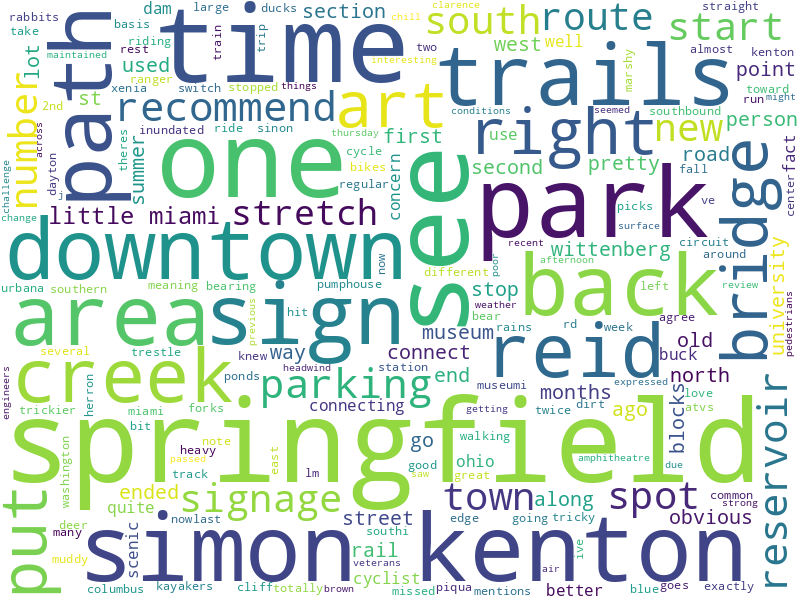 rabbits
basis
dam
large
ducks
section
chill
clarence
straight
take
riding
train
trip
two
south
route
start
west
well
almost
kenton
lot
path
time
used
ranger
switch
stopped
things
interesting
trails
marshy
point
toward
2nd
st
xenia
recommend
art
conditions
southbound
run
might
maintained
number
across
inundated
ride
sinon
thursday
first
right
use
new
person
summer
theres
one
cycle
bikes
regular
concern
see
second
pretty
road
fact
center
challenge
dayton
j
park
fall
picks
ve
change
little miami
stretch
surface
downtown
recent
wittenberg
circuit
around
bridge
university
urbana
southern
meaning
bearing
pumphouse
now
different
poor
stop
afternoon
back
left
review
area
sign
previous
hit
weather
bear
museum
rains
rd
week
agree
pedestrians
several
trestle
knew
way
station
connect
reid
old
buck
creek
ponds
headwind
parking
end
museumi
expressed
north
engineers
trickier
herron
miami
forks
connecting
getting
months
twice
dirt
love
atvs
bit
springfield
ago
blocks
reservoir
washington
heavy
note
passed
track
east
lm
go
good
saw
walking
ohio
great
amphitheatre
due
put
ended
signage
town
along
spot
common
strong
deer
quite
many
nowlast
street
edge
going
tricky
obvious
muddy
scenic
simon kenton
southi
rail
veterans
cyclist
air
ive
columbus
kayakers
cliff
totally
brown
missed
piqua
mentions
better
blue
goes
exactly